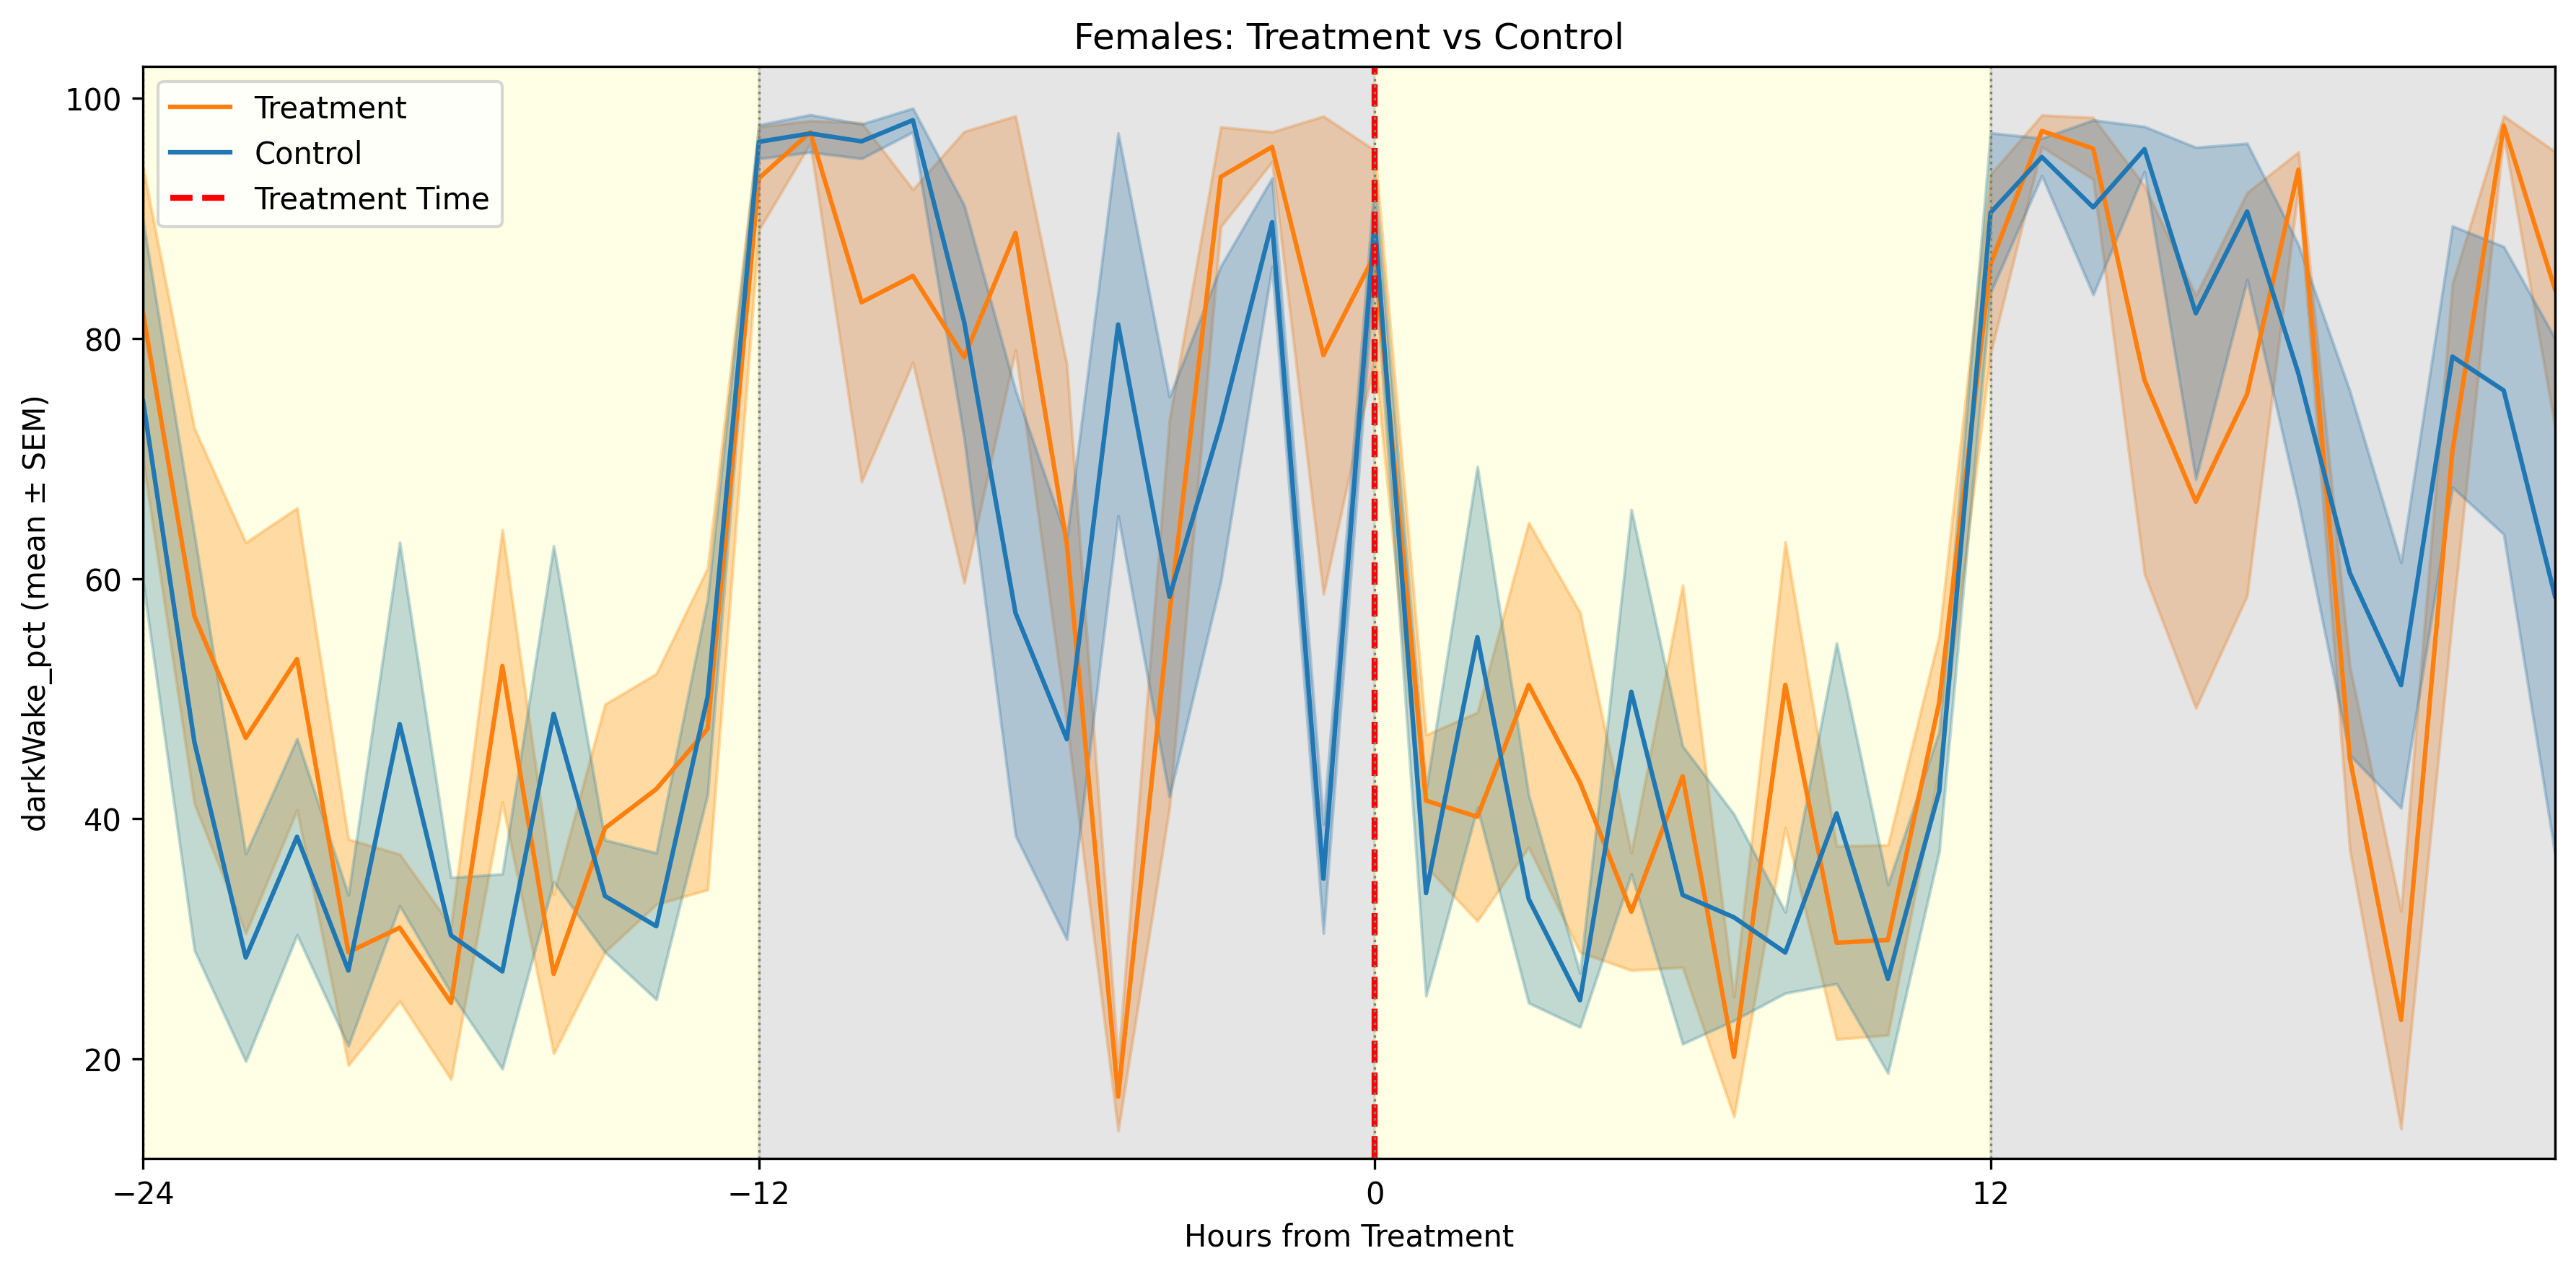 Females: Treatment vs Control
Treatment
Control
Treatment Time
darkWake_pct (mean ± SEM)
100
80
60
40
20
−24
−12
0
12
Hours from Treatment